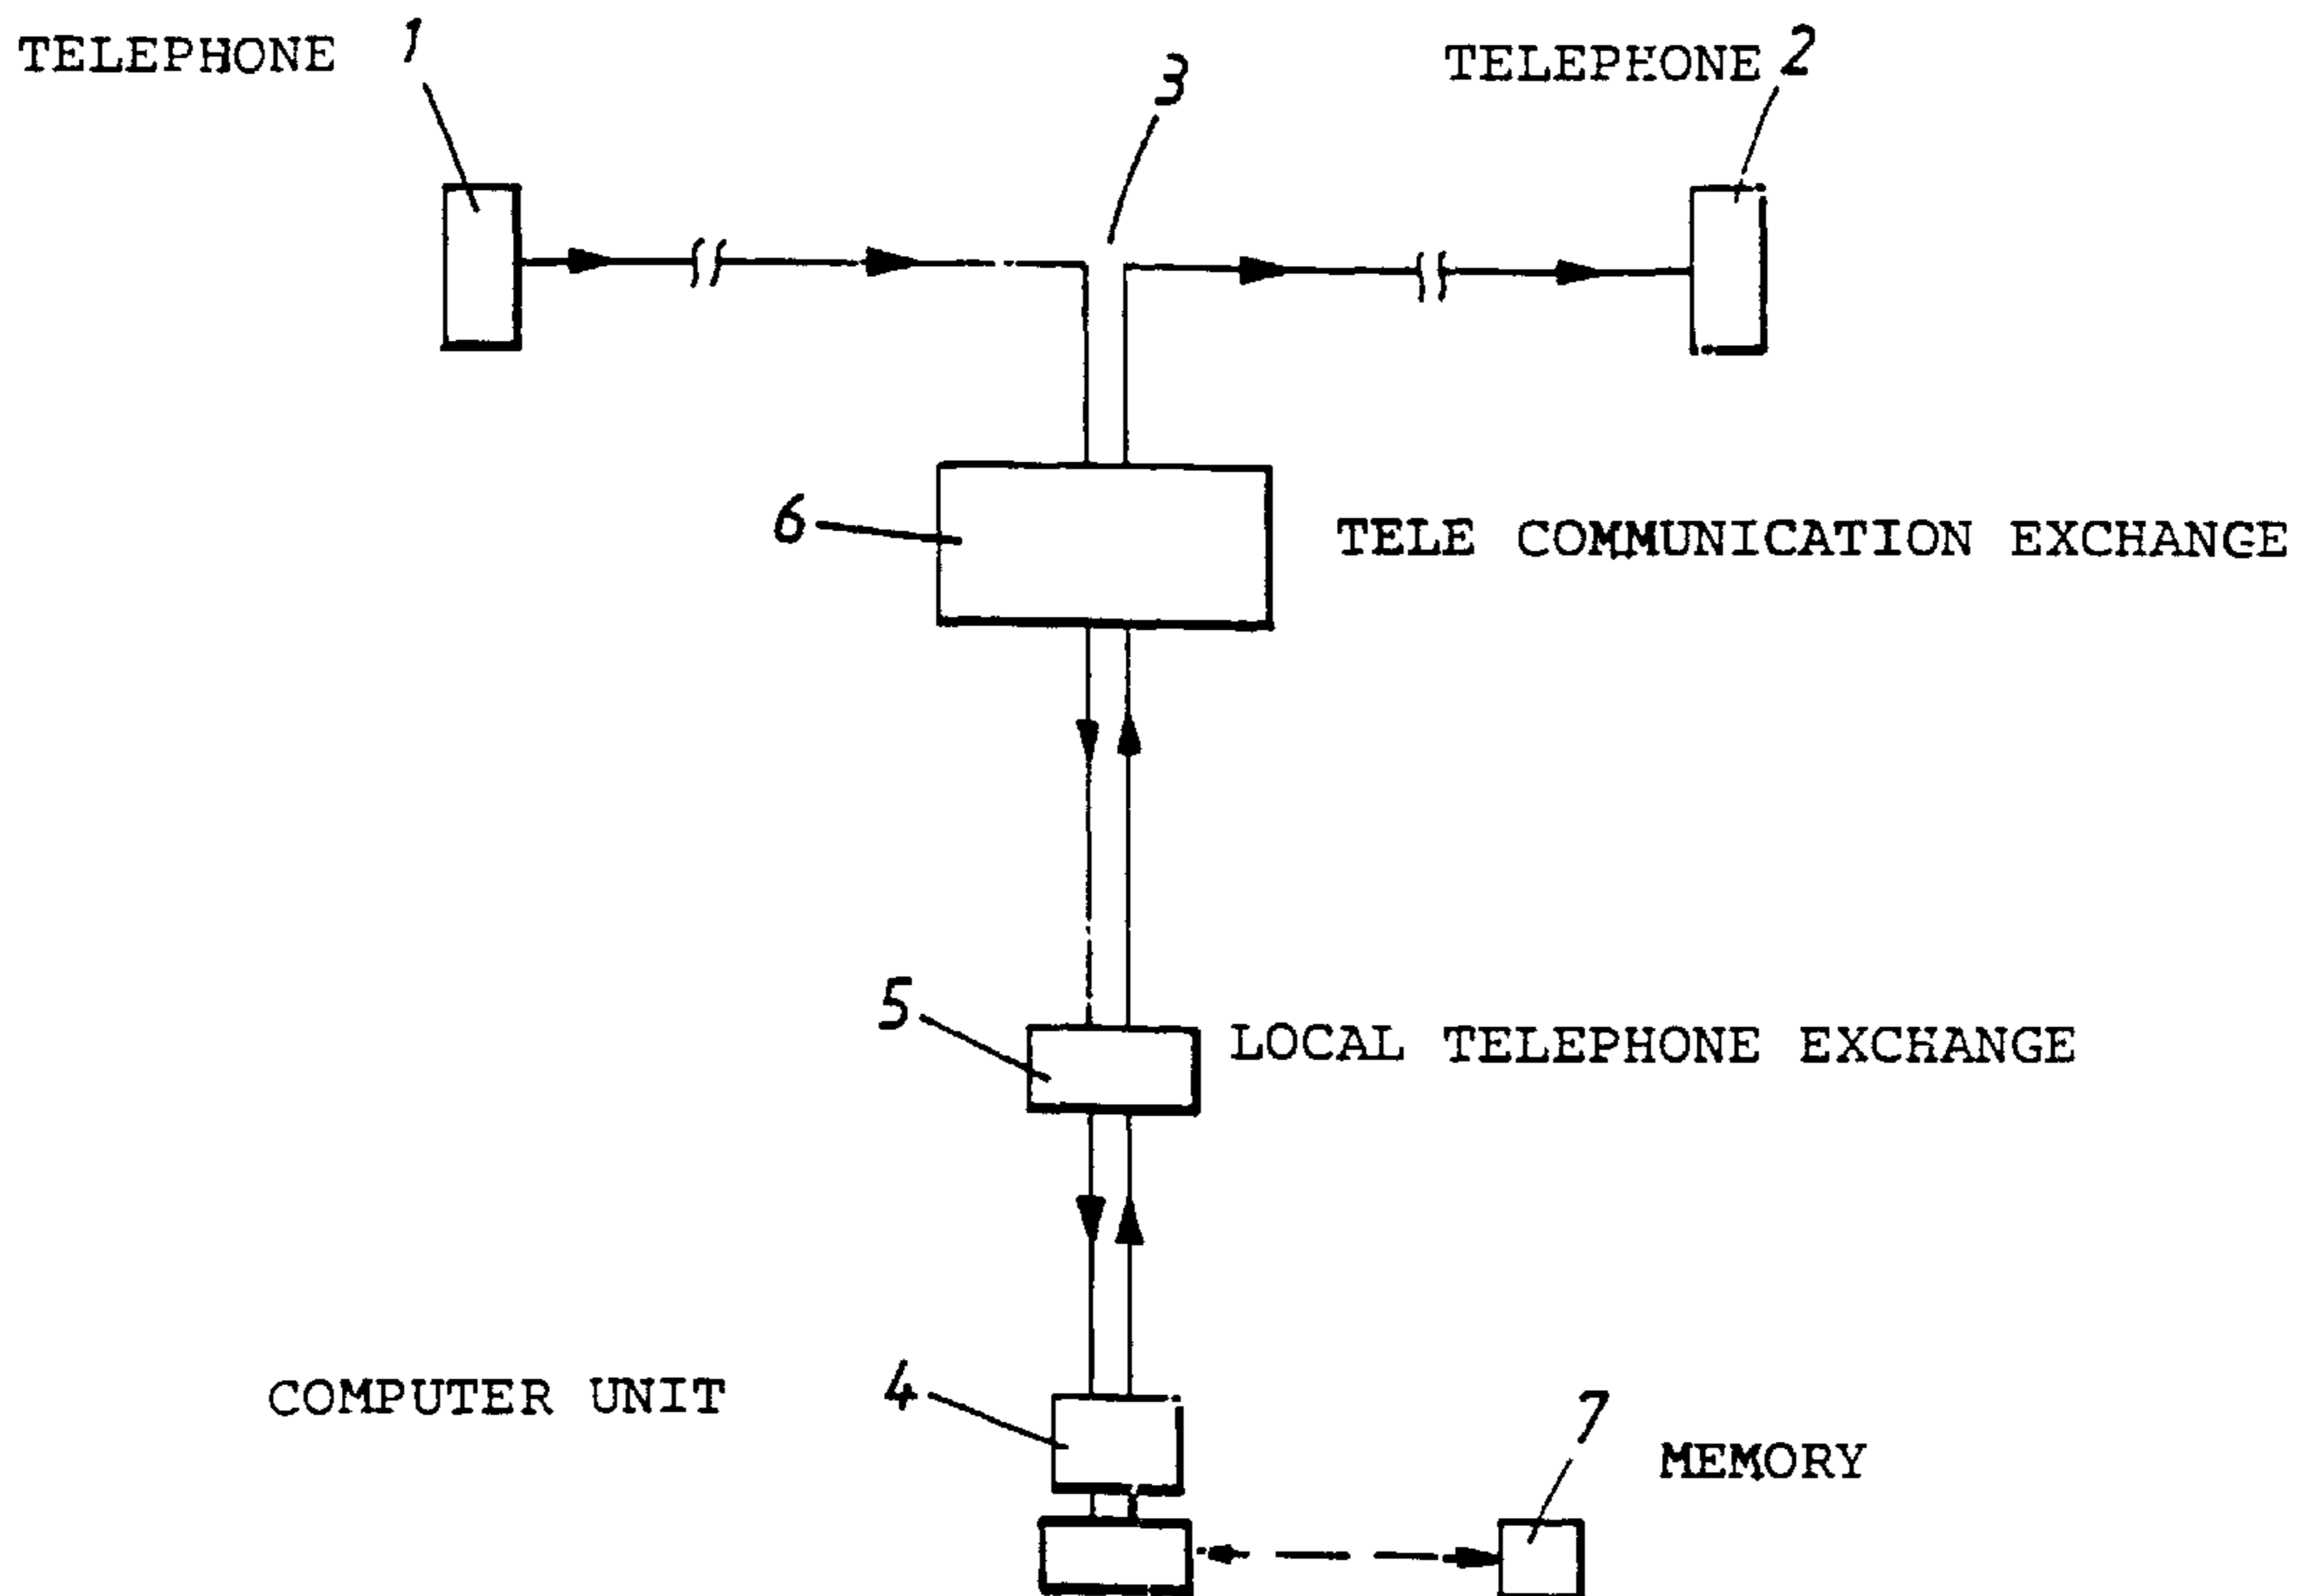 TELEPHONE 1
TELEPHONE 2
3
6 TELE COMMUNICATION EXCHANGE
5 LOCAL TELEPHONE EXCHANGE
COMPUTER UNIT 4
7 MEMORY